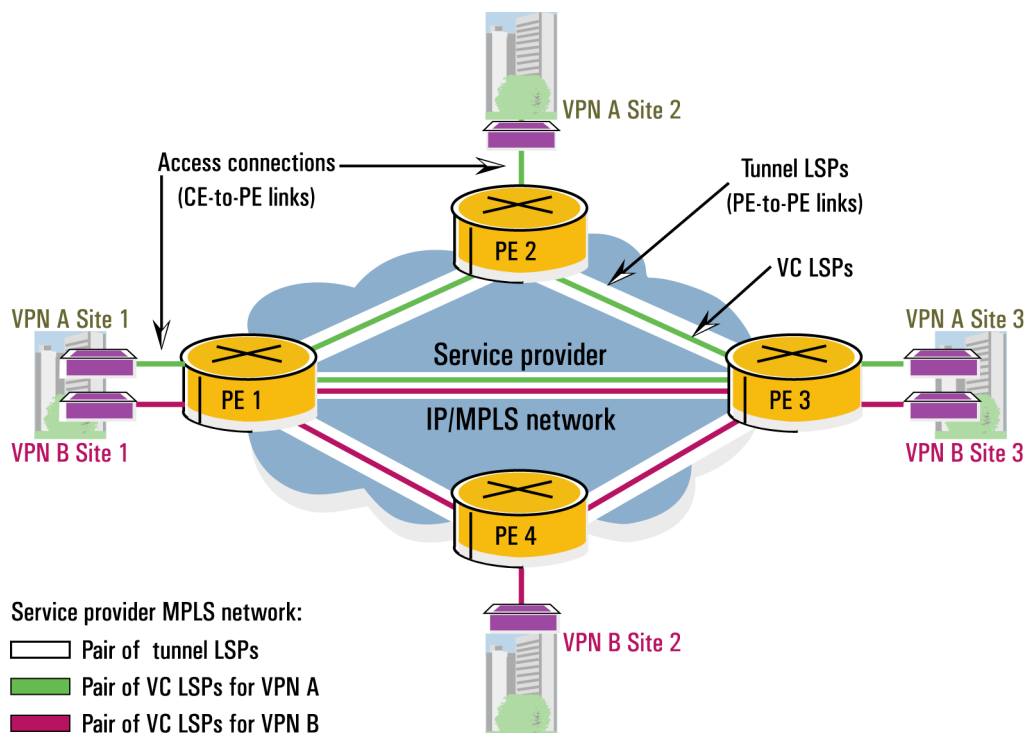 VPN A Site 2
Access connections
(CE-to-PE links)
Tunnel LSPs
(PE-to-PE links)
PE 2
VC LSPs
VPN A Site 1
VPN A Site 3
Service provider
PE 1
PE 3
IP/MPLS network
VPN B Site 1
VPN B Site 3
PE 4
Service provider MPLS network:
VPN B Site 2
Pair of tunnel LSPs
Pair of VC LSPs for VPN A
Pair of VC LSPs for VPN B